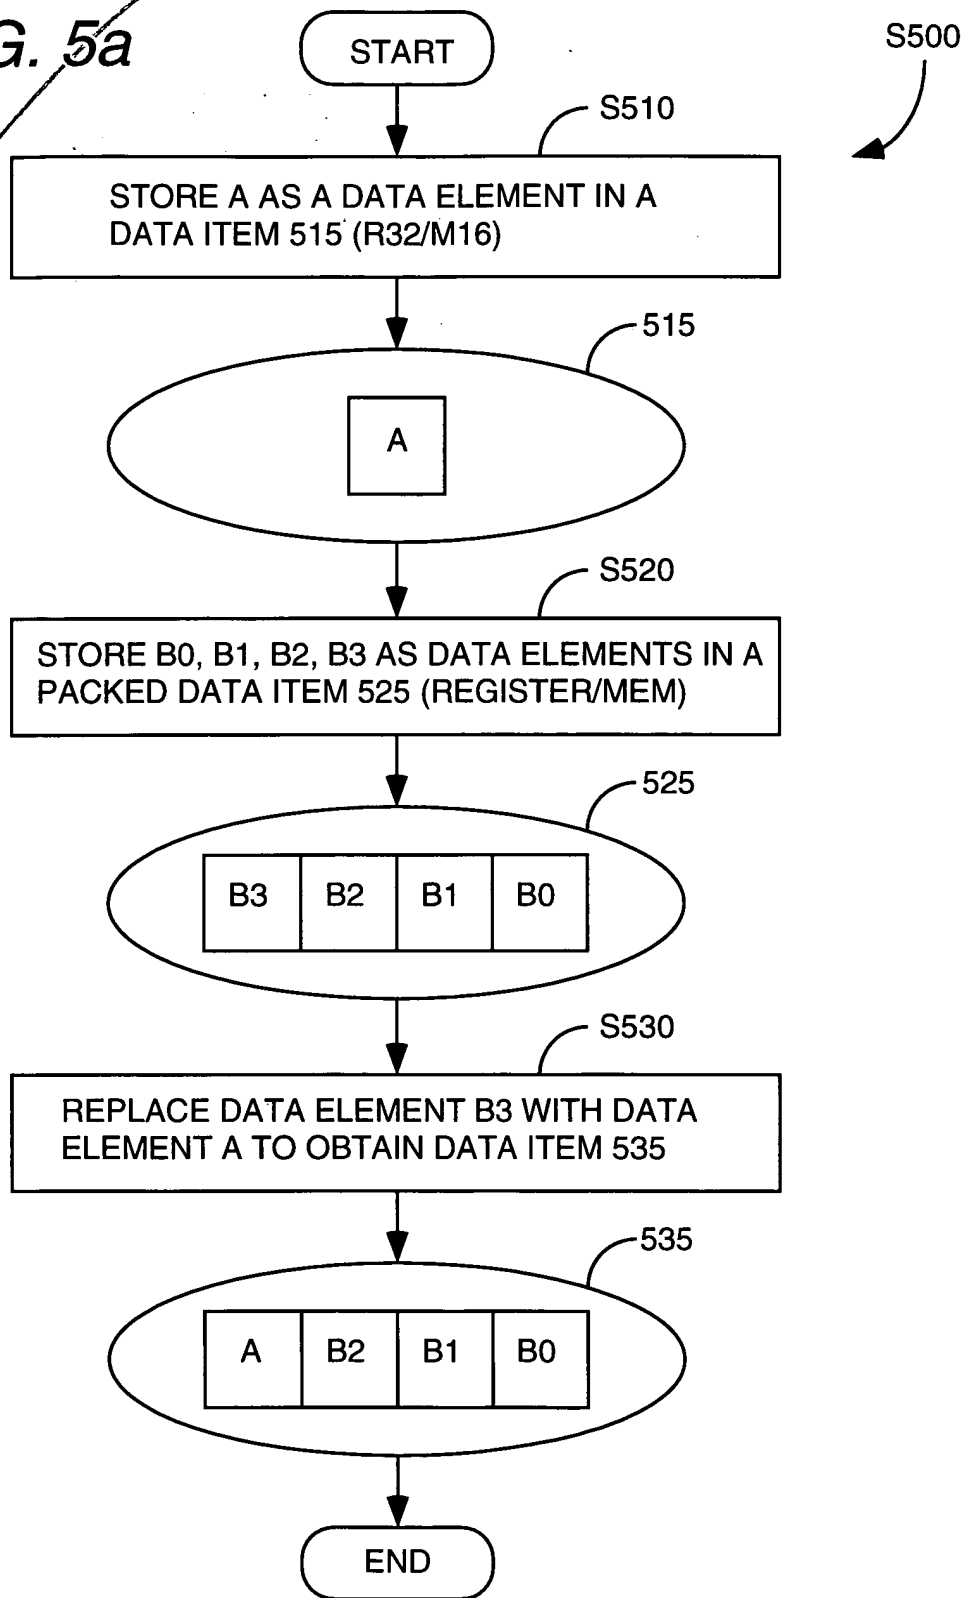 G. 5a
START
S500
S510
STORE A AS A DATA ELEMENT IN A
DATA ITEM 515 (R32/M16)
515
A
S520
STORE B0, B1, B2, B3 AS DATA ELEMENTS IN A
PACKED DATA ITEM 525 (REGISTER/MEM)
525
B3 B2 B1 B0
S530
REPLACE DATA ELEMENT B3 WITH DATA
ELEMENT A TO OBTAIN DATA ITEM 535
535
A B2 B1 B0
END